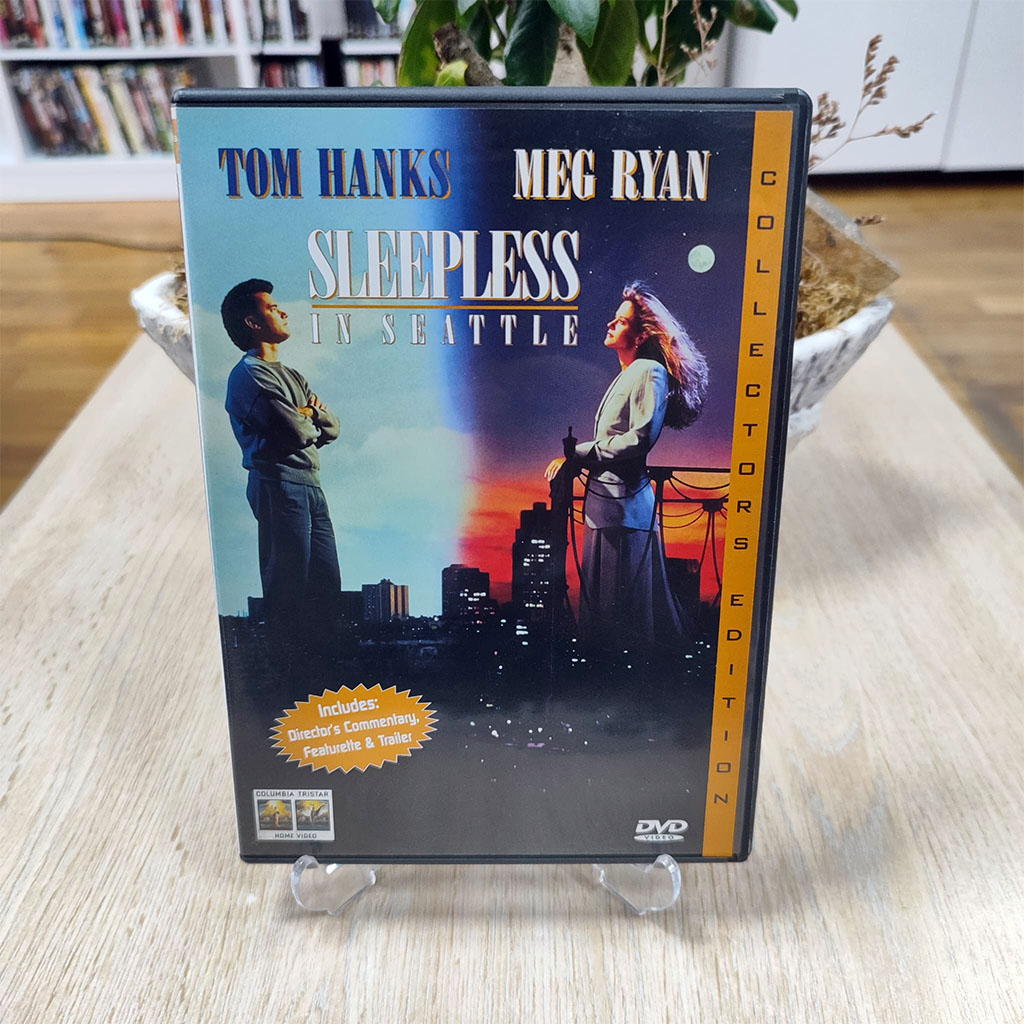 TOM HANKS
MEG RYAN
SLEEPLESS
IN SEATTLE
COLLECTORS EDITION
Includes:
Director's Commentary,
Featurette & Trailer
COLUMBIA TRISTAR
HOME VIDEO
DVD
VIDEO